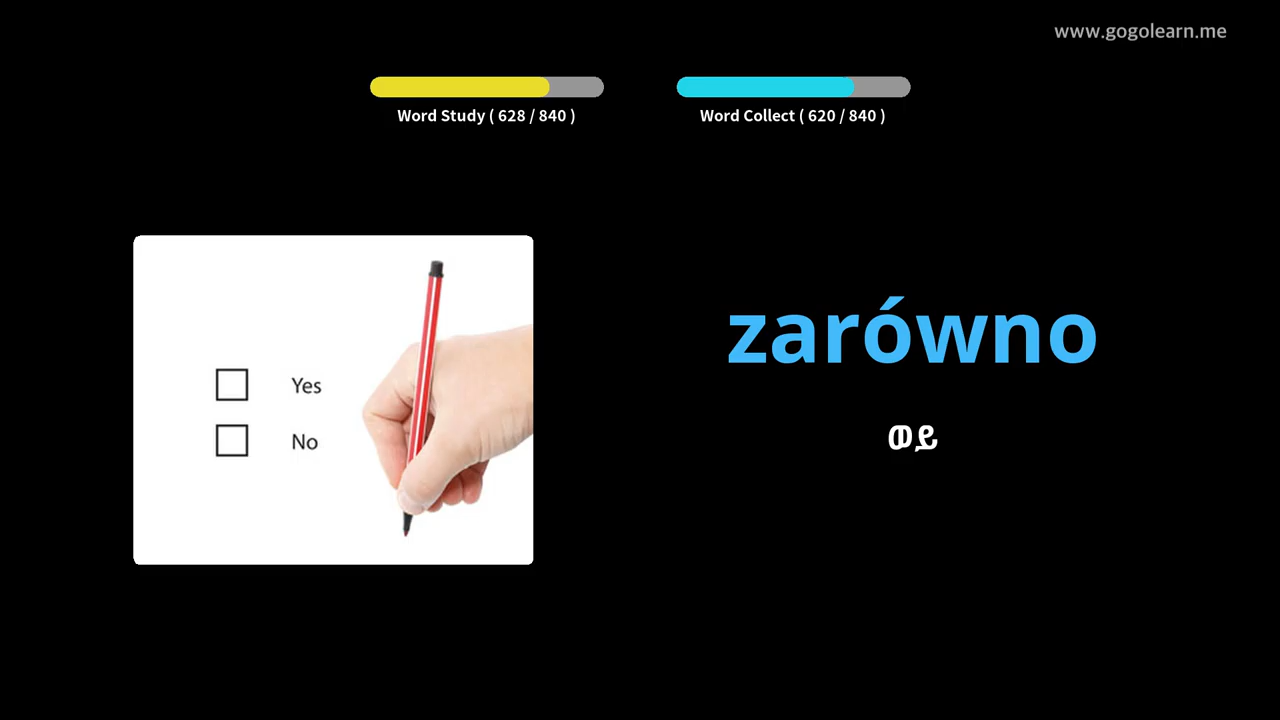 www.gogolearn.me
Word Study ( 628 / 840 )
Word Collect ( 620 / 840 )
Yes
No
zarówno
ወይ